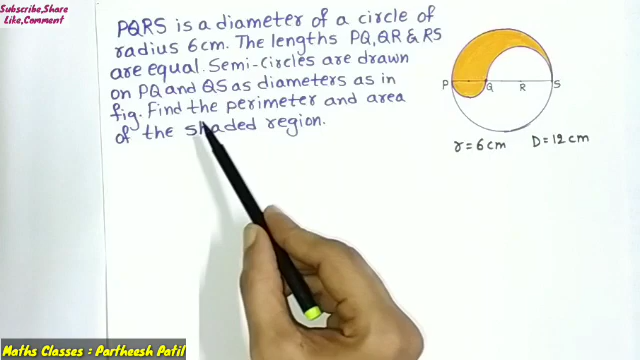 Subscribe,Share
Like,Comment
PQRS is a diameter of a circle of
radius 6cm. The lengths PQ, QR & RS
are equal. Semi-Circles are drawn
on PQ and QS as diameters as in
fig. Find the perimeter and area
of the shaded region.
P Q R S
r = 6 cm D = 12 cm
Maths Classes : Partheesh Patil